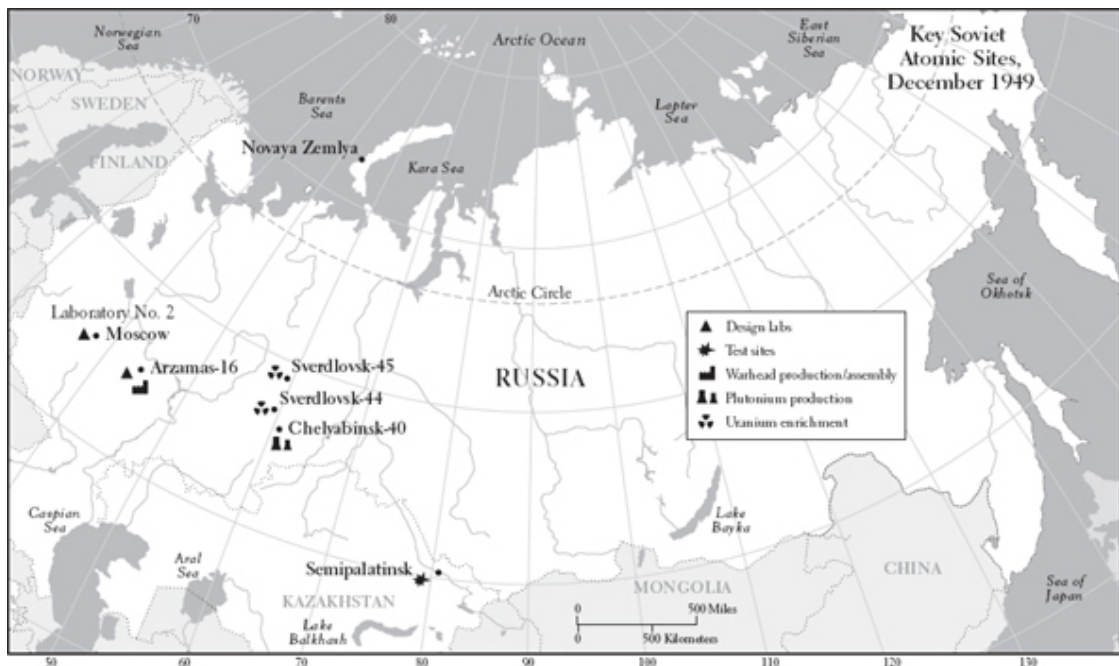 70
80
Norwegian
Sea
Arctic Ocean
East
Siberian
Sea
Key Soviet
Atomic Sites,
December 1949
NORWAY
SWEDEN
FINLAND
Barents
Sea
Lapter
Sea
Novaya Zemlya
Kara Sea
Arctic Circle
Sea of
Okhotsk
Laboratory No. 2
Moscow
Arzamas-16
Sverdlovsk-45
Sverdlovsk-44
Chelyabinsk-40
RUSSIA
Design labs
Test sites
Warhead production/assembly
Plutonium production
Uranium enrichment
Caspian
Sea
Aral
Sea
Lake
Bayka
Semipalatinsk
KAZAKHSTAN
Lake
Balkhash
MONGOLIA
CHINA
Sea of
Japan
0
500 Miles
0
500 Kilometers
50
60
70
80
90
100
110
120
130